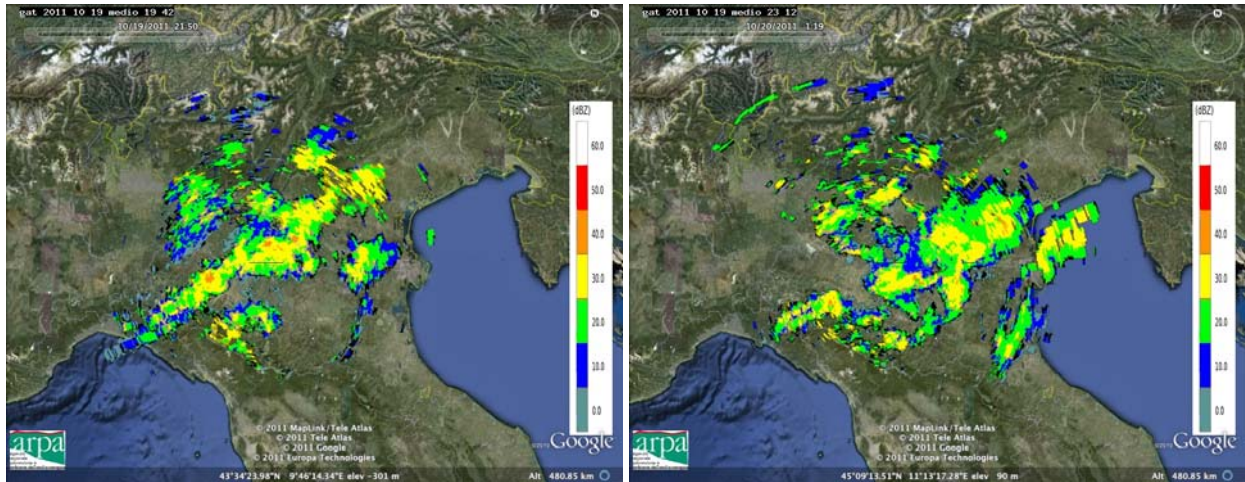 gat 2011 10 19 medio 19 42
10/19/2011 21:50
(dBZ)
60.0
50.0
40.0
30.0
20.0
10.0
0.0
© 2011 MapLink/Tele Atlas
© 2011 Tele Atlas
© 2011 Google
© 2011 Europa Technologies
©2010 Google
arpa
43°34'23.98"N 9°46'14.34"E elev -301 m
Alt 480.85 km
gat 2011 10 19 medio 23 12
10/20/2011 1:19
(dBZ)
60.0
50.0
40.0
30.0
20.0
10.0
0.0
© 2011 MapLink/Tele Atlas
© 2011 Tele Atlas
© 2011 Google
© 2011 Europa Technologies
©2010 Google
arpa
45°09'13.51"N 11°13'17.28"E elev 90 m
Alt 480.85 km